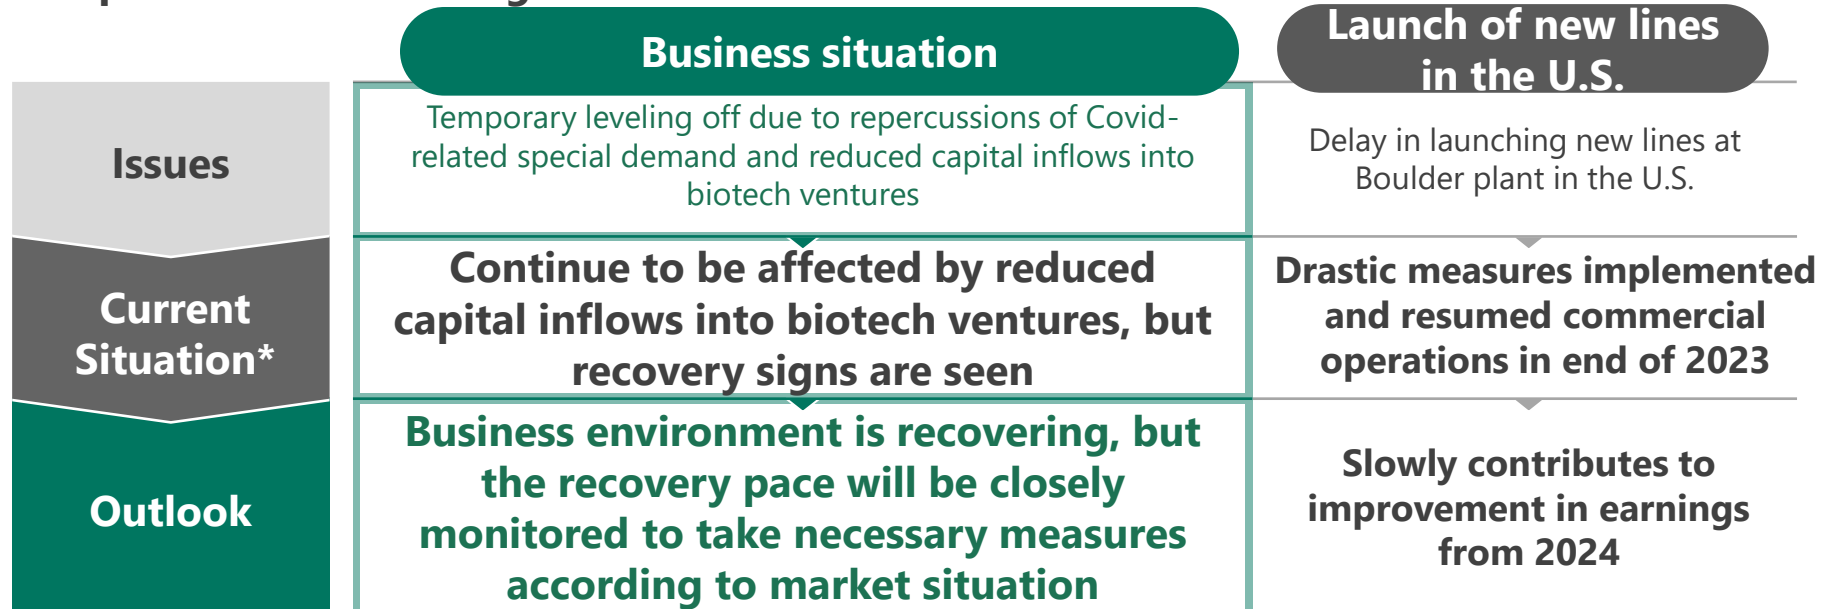 Business situation
Launch of new lines
in the U.S.
Issues
Temporary leveling off due to repercussions of Covid-
related special demand and reduced capital inflows into
biotech ventures
Delay in launching new lines at
Boulder plant in the U.S.
Current
Situation*
Continue to be affected by reduced
capital inflows into biotech ventures, but
recovery signs are seen
Drastic measures implemented
and resumed commercial
operations in end of 2023
Outlook
Business environment is recovering, but
the recovery pace will be closely
monitored to take necessary measures
according to market situation
Slowly contributes to
improvement in earnings
from 2024